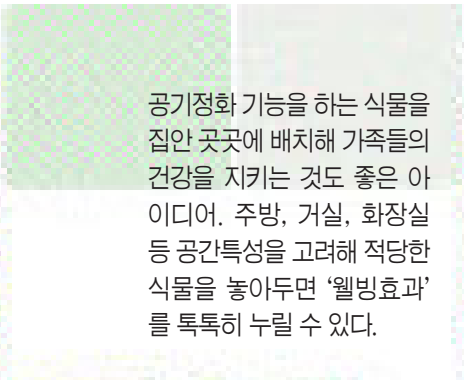 공기정화 기능을 하는 식물을
집안 곳곳에 배치해 가족들의
건강을 지키는 것도 좋은 아
이디어. 주방, 거실, 화장실
등 공간특성을 고려해 적당한
식물을 놓아두면 ‘웰빙효과’
를 톡톡히 누릴 수 있다.